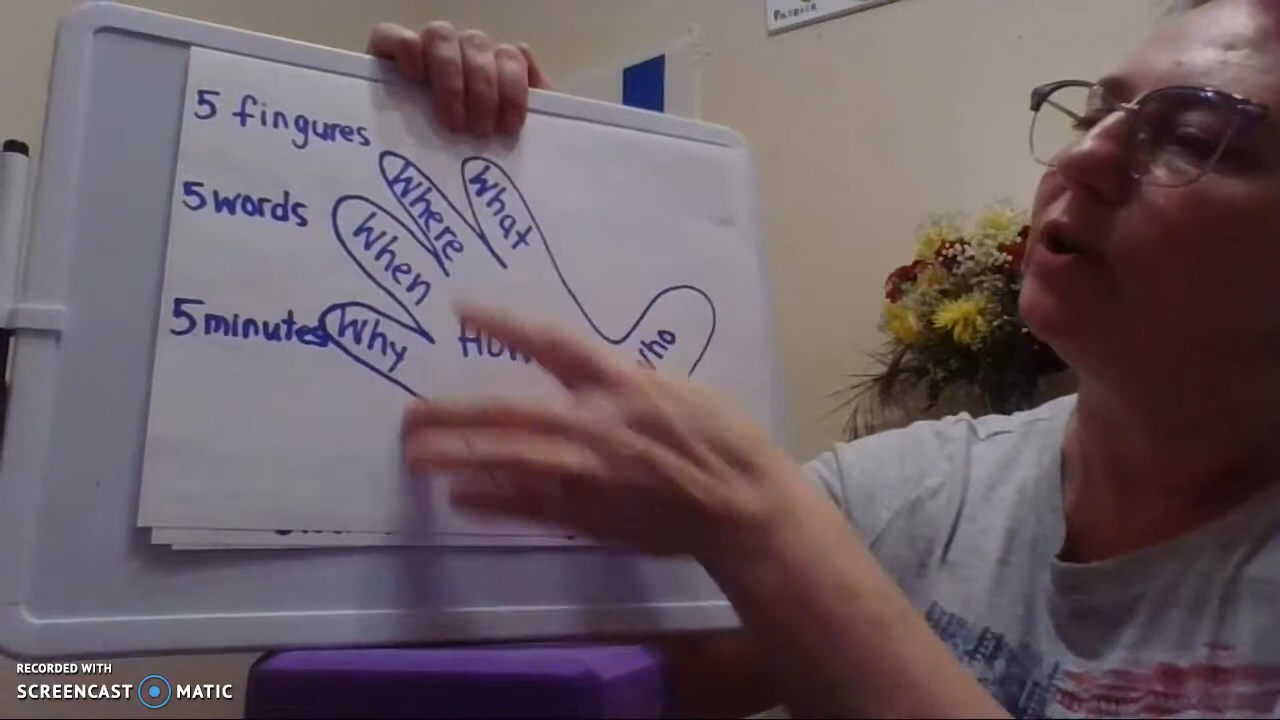 5 fingures
5 words
5 minutes
What
Where
When
Why
RECORDED WITH
SCREENCAST MATIC